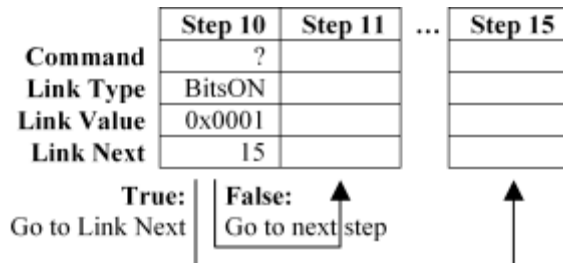 Step 10 Step 11 ... Step 15
Command ?
Link Type BitsON
Link Value 0x0001
Link Next 15
True: False:
Go to Link Next Go to next step